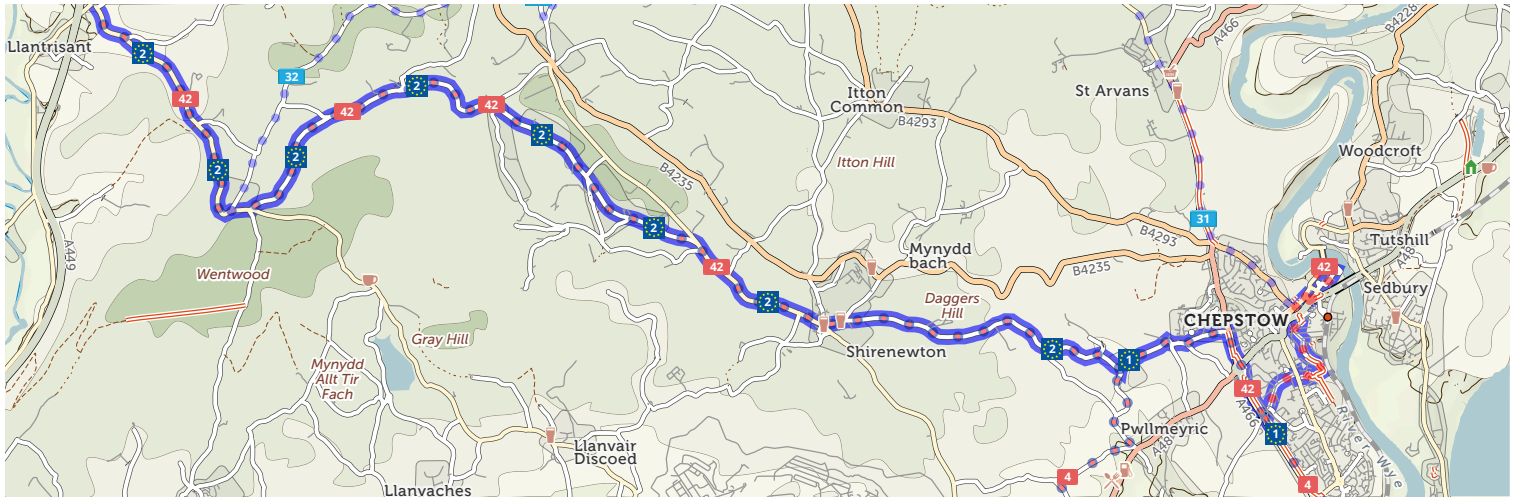 Llantrisant
2
42
2
32
42
2
2
42
2
A449
Wentwood
Gray Hill
Mynydd
Allt Tir
Fach
B4235
Itton
Common
B4293
Itton Hill
2
42
2
Mynydd
bach
Daggers
Hill
B4293
B4235
Shirenewton
2
1
Llanvair
Discoed
Llanvaches
St Arvans
A466
B4228
Woodcroft
31
Tutshill
42
Sedbury
CHEPSTOW
42
A466
1
4
Pwllmeyric
4
River Wye